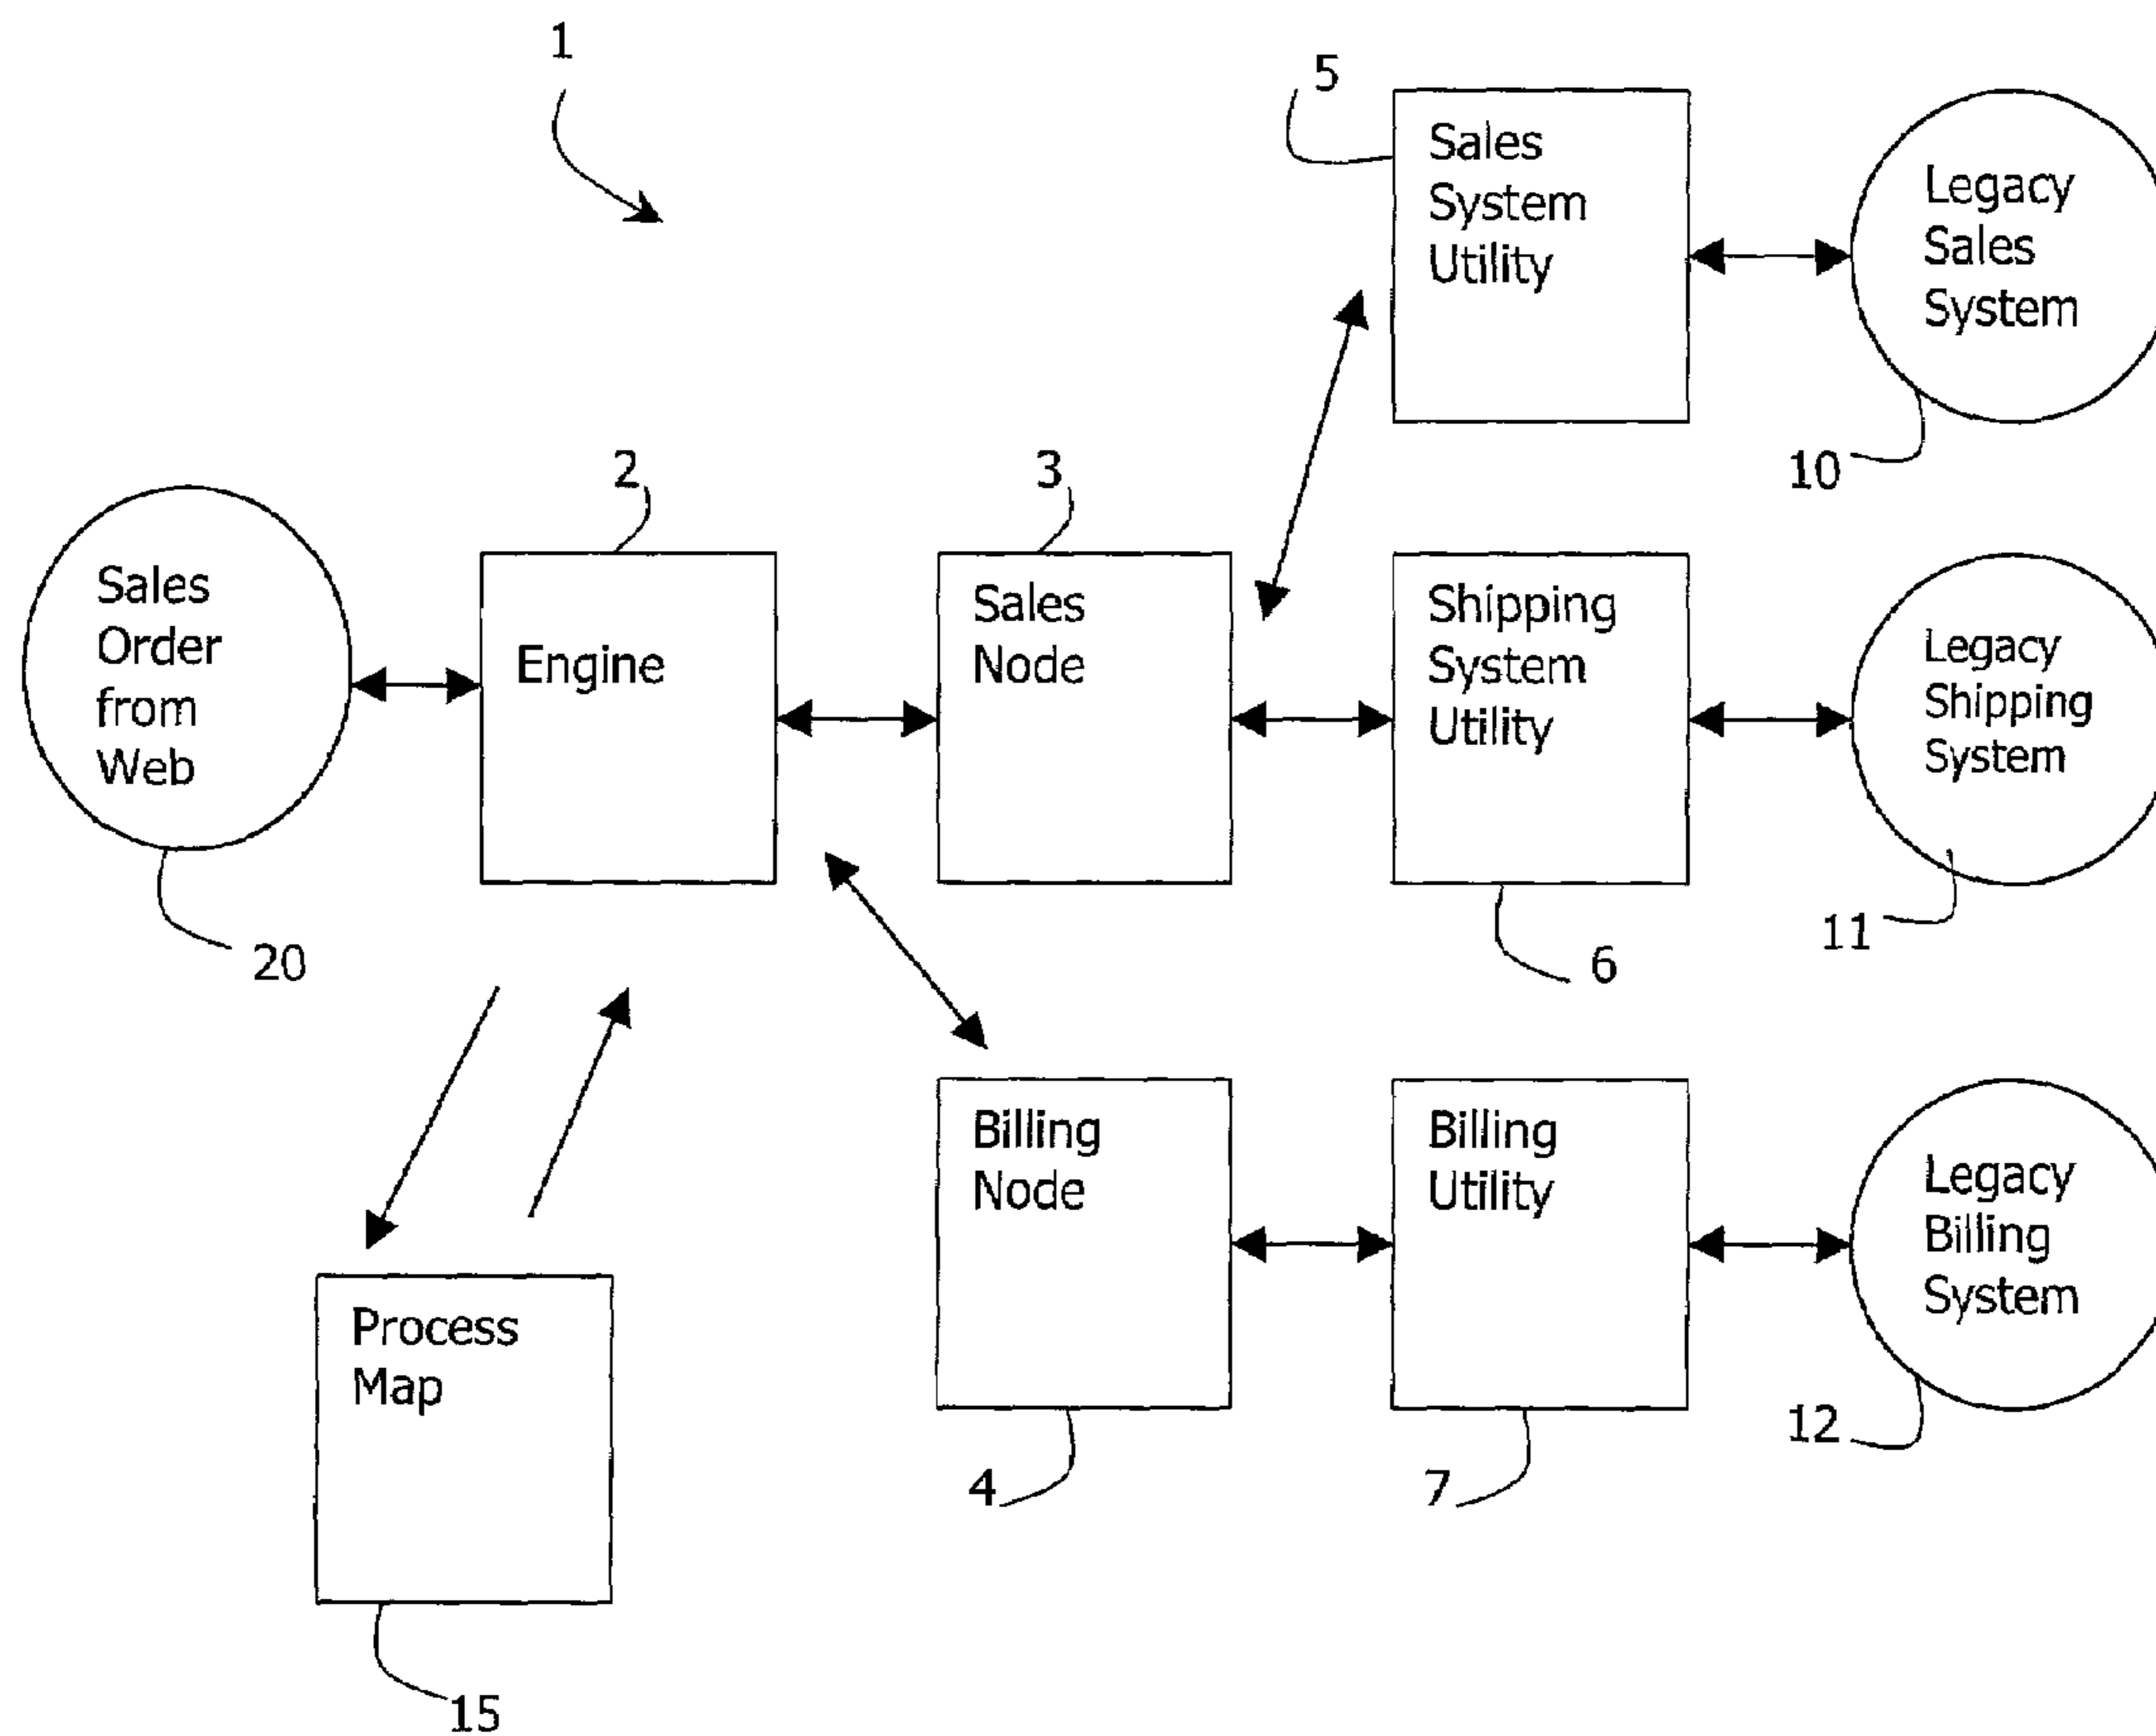 1
5
Sales
System
Utility
Legacy
Sales
System
10
2
3
Sales
Order
from
Web
Engine
Sales
Node
Shipping
System
Utility
Legacy
Shipping
System
20
6
11
Billing
Node
Billing
Utility
Legacy
Billing
System
Process
Map
4
7
12
15